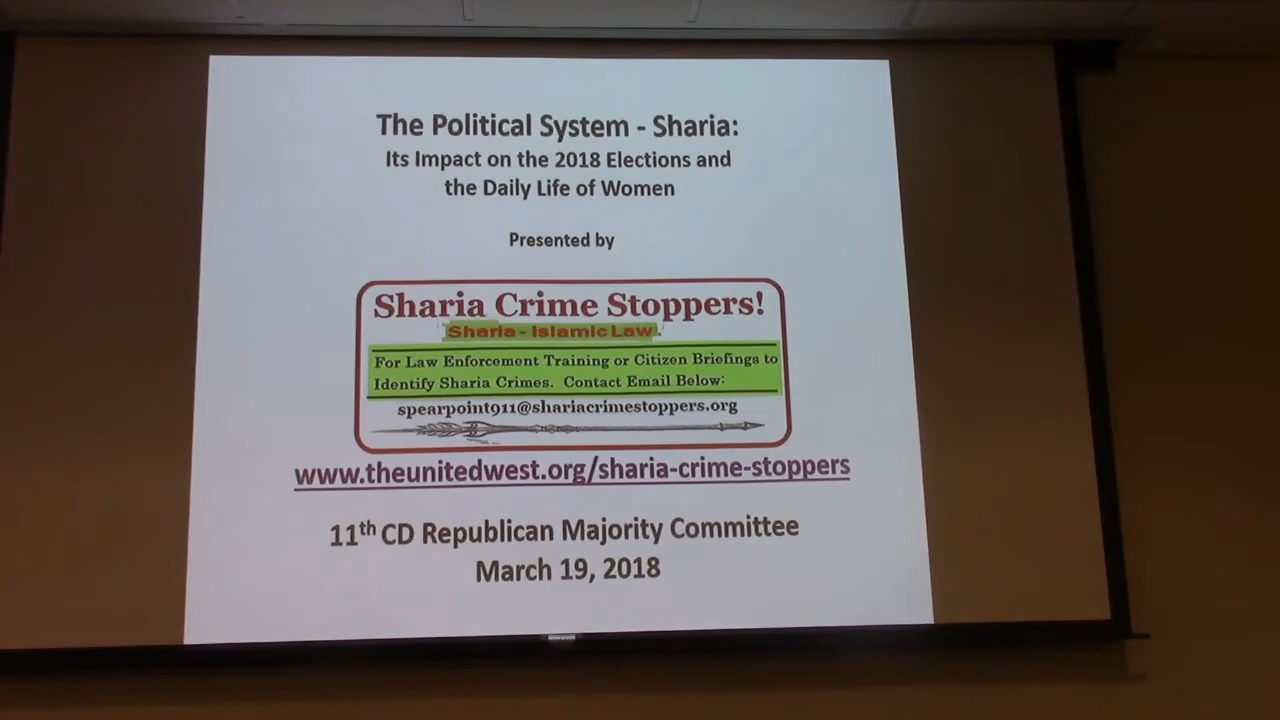 The Political System - Sharia:
Its Impact on the 2018 Elections and
the Daily Life of Women
Presented by
Sharia Crime Stoppers!
Sharia - Islamic Law
For Law Enforcement Training or Citizen Briefings to
Identify Sharia Crimes. Contact Email Below:
spearpoint911@shariacrimestoppers.org
www.theunitedwest.org/sharia-crime-stoppers
11th CD Republican Majority Committee
March 19, 2018